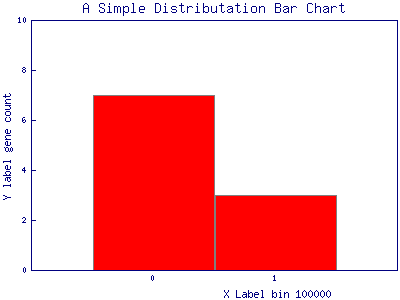 A Simple Distributation Bar Chart
10
8
6
4
2
0
Y label gene count
0 1
X Label bin 100000